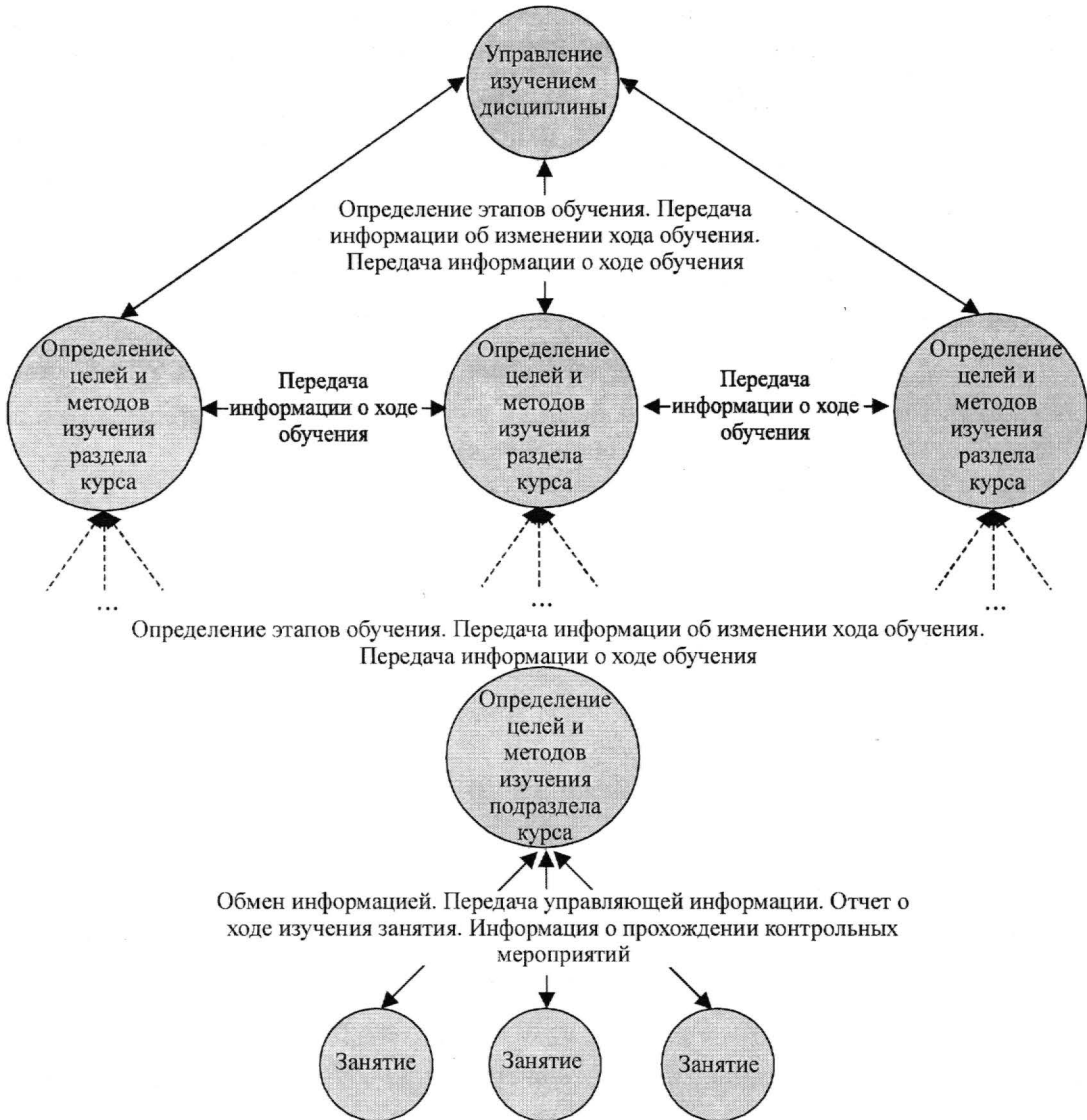 Управление
изучением
дисциплины
Определение этапов обучения. Передача
информации об изменении хода обучения.
Передача информации о ходе обучения
Определение
целей и
методов
изучения
раздела
курса
Передача
информации о ходе
обучения
Определение
целей и
методов
изучения
раздела
курса
Передача
информации о ходе
обучения
Определение
целей и
методов
изучения
раздела
курса
...
...
...
Определение этапов обучения. Передача информации об изменении хода обучения.
Передача информации о ходе обучения
Определение
целей и
методов
изучения
подраздела
курса
Обмен информацией. Передача управляющей информации. Отчет о
ходе изучения занятия. Информация о прохождении контрольных
мероприятий
Занятие
Занятие
Занятие